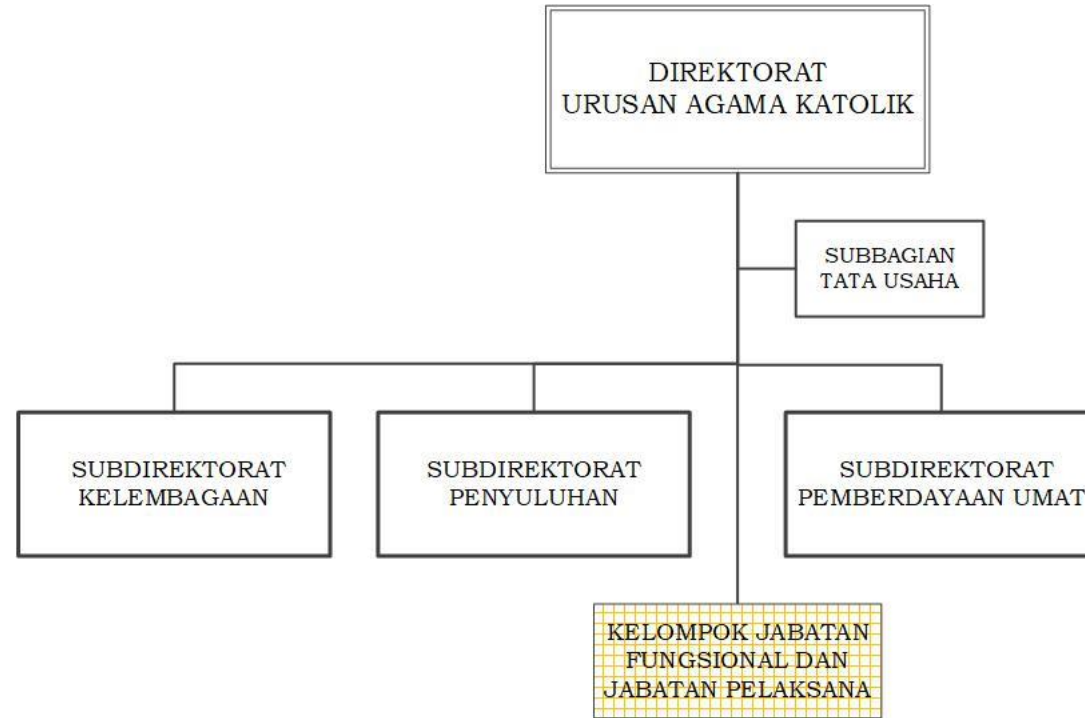 DIREKTORAT
URUSAN AGAMA KATOLIK
SUBBAGIAN
TATA USAHA
SUBDIREKTORAT
KELEMBAGAAN
SUBDIREKTORAT
PENYULUHAN
SUBDIREKTORAT
PEMBERDAYAAN UMAT
KELOMPOK JABATAN
FUNGSIONAL DAN
JABATAN PELAKSANA